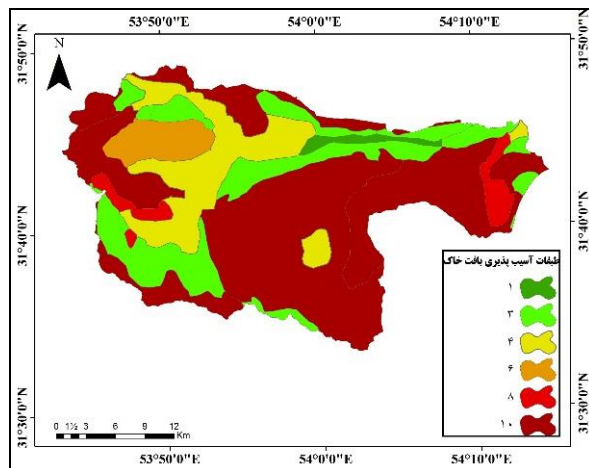 53°50'0"E 54°0'0"E 54°10'0"E
31°50'0"N 31°50'0"N
N
31°40'0"N 31°40'0"N
طبقات آسیب پذیری بافت خاک
۱
۳
۴
۶
۸
۱۰
31°30'0"N 31°30'0"N
0 1½ 3 6 9 12
Km
53°50'0"E 54°0'0"E 54°10'0"E